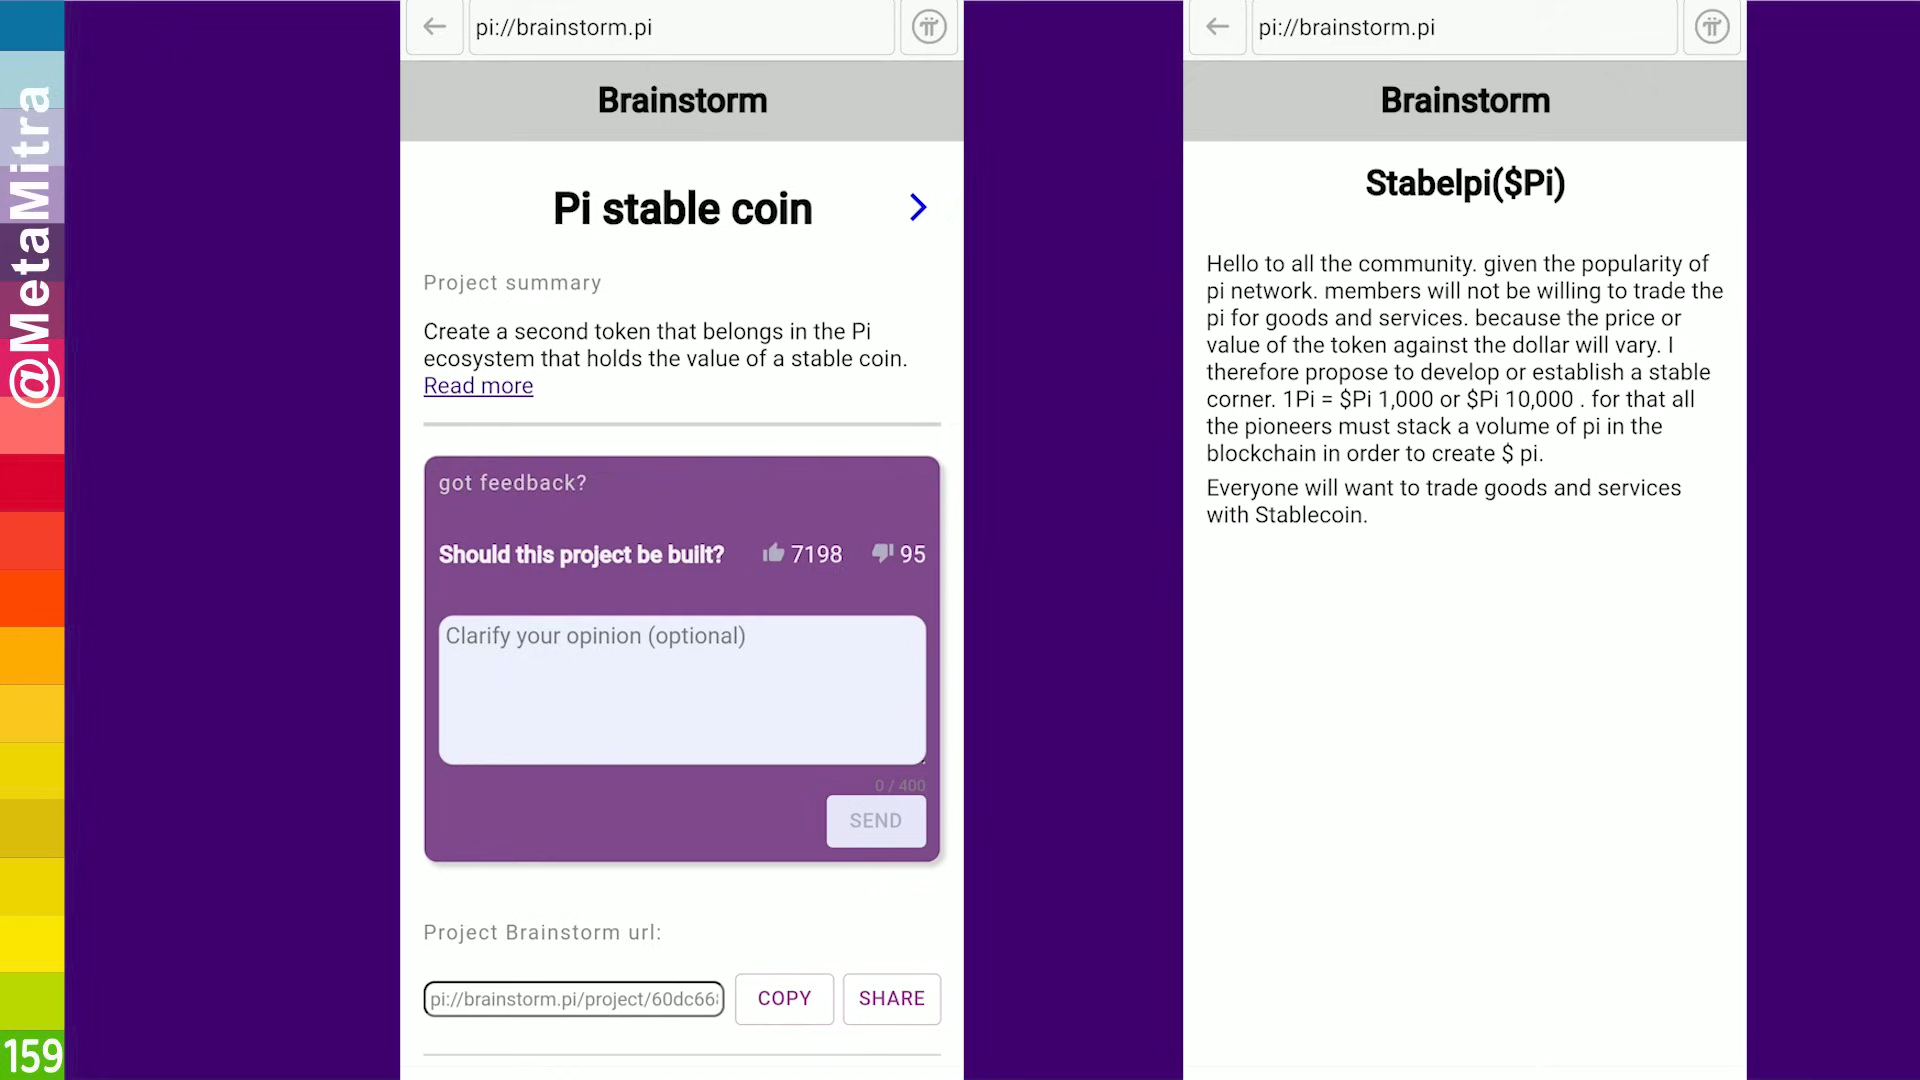 @MetaMitra
159
pi://brainstorm.pi
Brainstorm
Pi stable coin
Project summary
Create a second token that belongs in the Pi
ecosystem that holds the value of a stable coin.
Read more
got feedback?
Should this project be built? 7198 95
Clarify your opinion (optional)
0 / 400
SEND
Project Brainstorm url:
pi://brainstorm.pi/project/60dc66
COPY
SHARE
pi://brainstorm.pi
Brainstorm
Stabelpi($Pi)
Hello to all the community. given the popularity of
pi network. members will not be willing to trade the
pi for goods and services. because the price or
value of the token against the dollar will vary. I
therefore propose to develop or establish a stable
corner. 1Pi = $Pi 1,000 or $Pi 10,000 . for that all
the pioneers must stack a volume of pi in the
blockchain in order to create $ pi.
Everyone will want to trade goods and services
with Stablecoin.